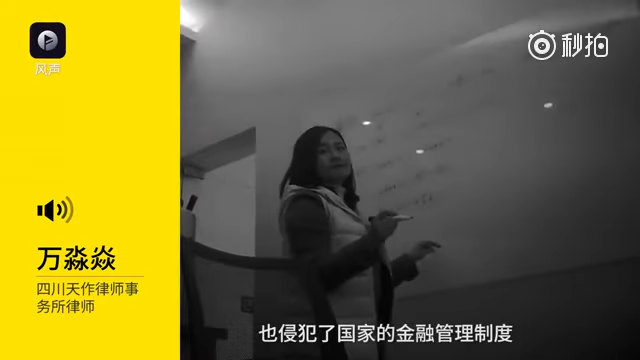 风声
秒拍
万淼焱
四川天作律师事
务所律师
也侵犯了国家的金融管理制度